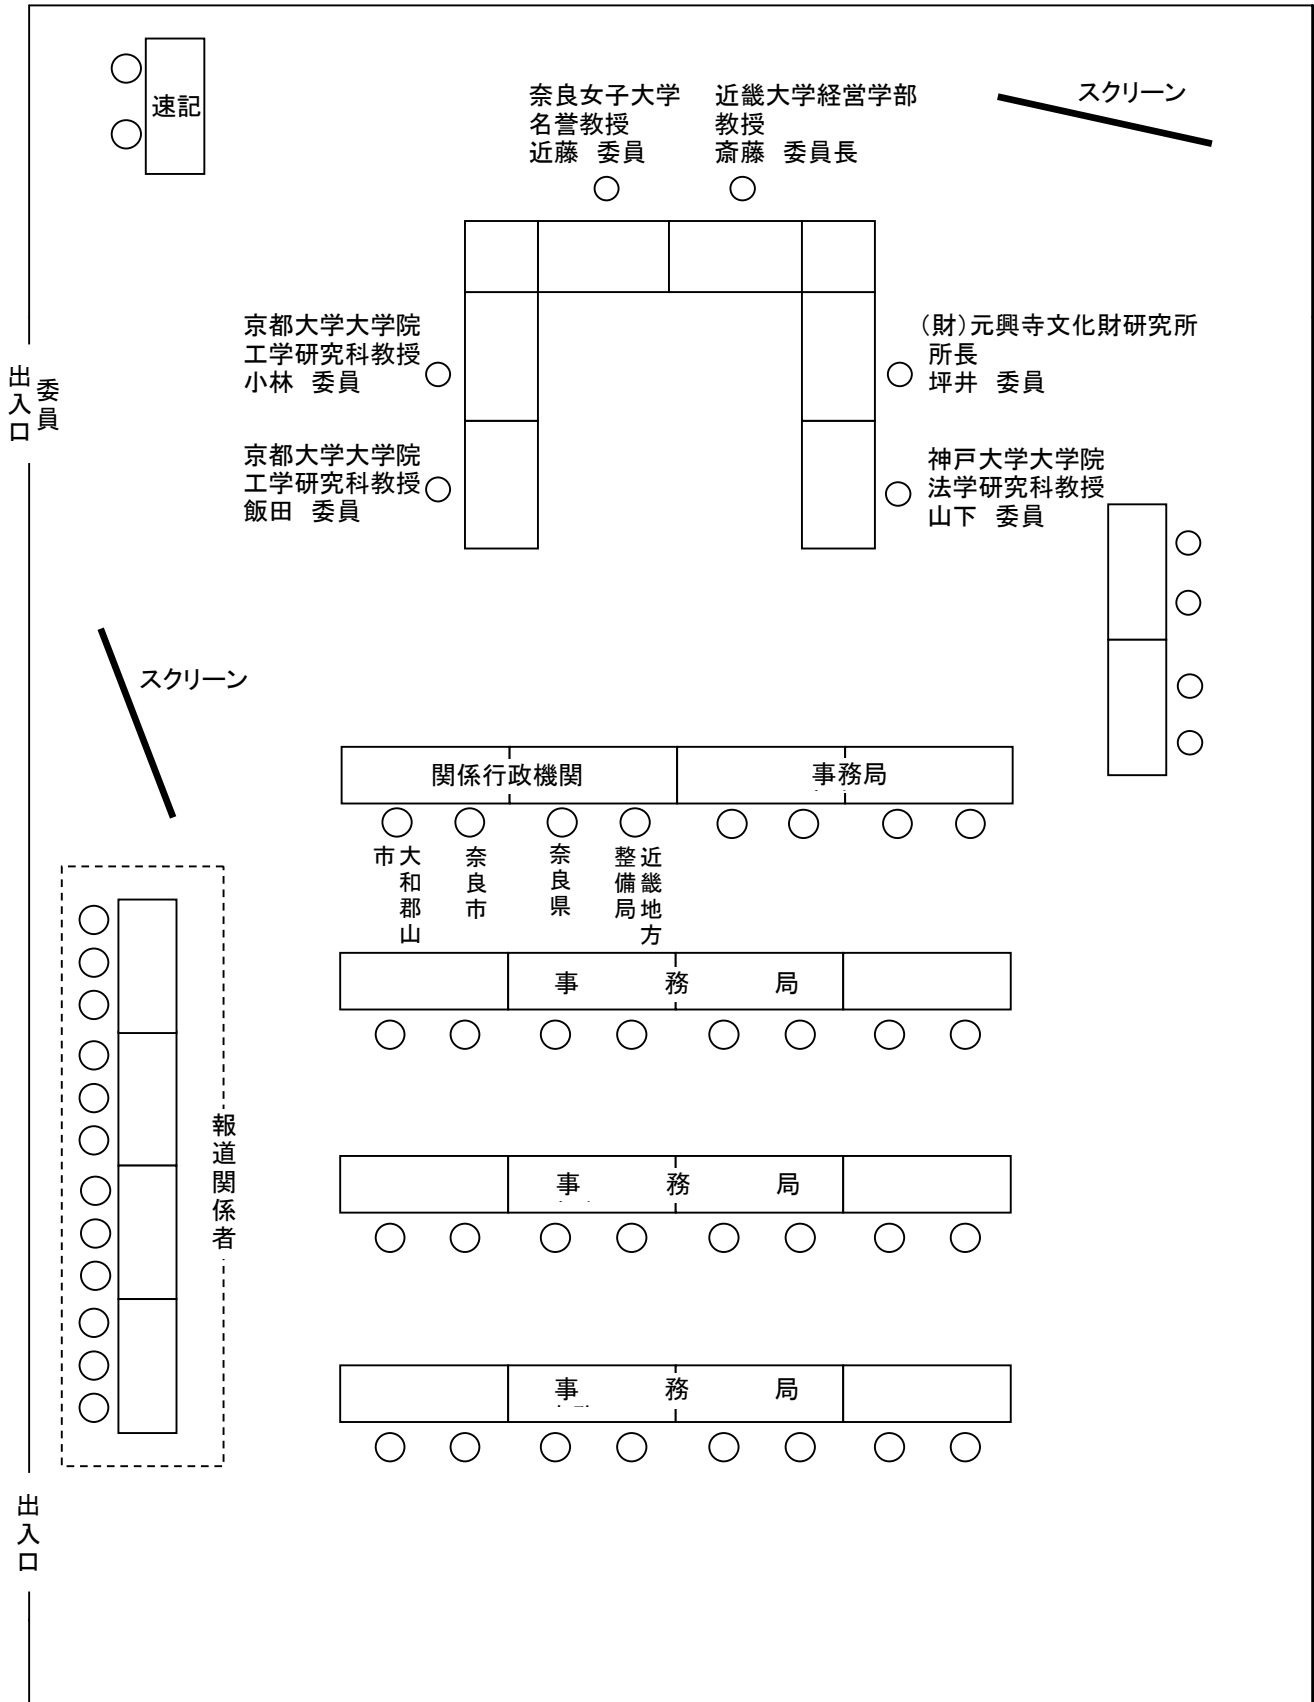 速記
奈良女子大学
名誉教授
近藤 委員
近畿大学経営学部
教授
斎藤 委員長
スクリーン
京都大学大学院
工学研究科教授
小林 委員
(財)元興寺文化財研究所
所長
坪井 委員
委員
出入口
京都大学大学院
工学研究科教授
飯田 委員
神戸大学大学院
法学研究科教授
山下 委員
スクリーン
関係行政機関
事務局
大和郡山
市
奈良市
奈良県
近畿地方
整備局
事務局
報道関係者
事務局
事務局
出入口